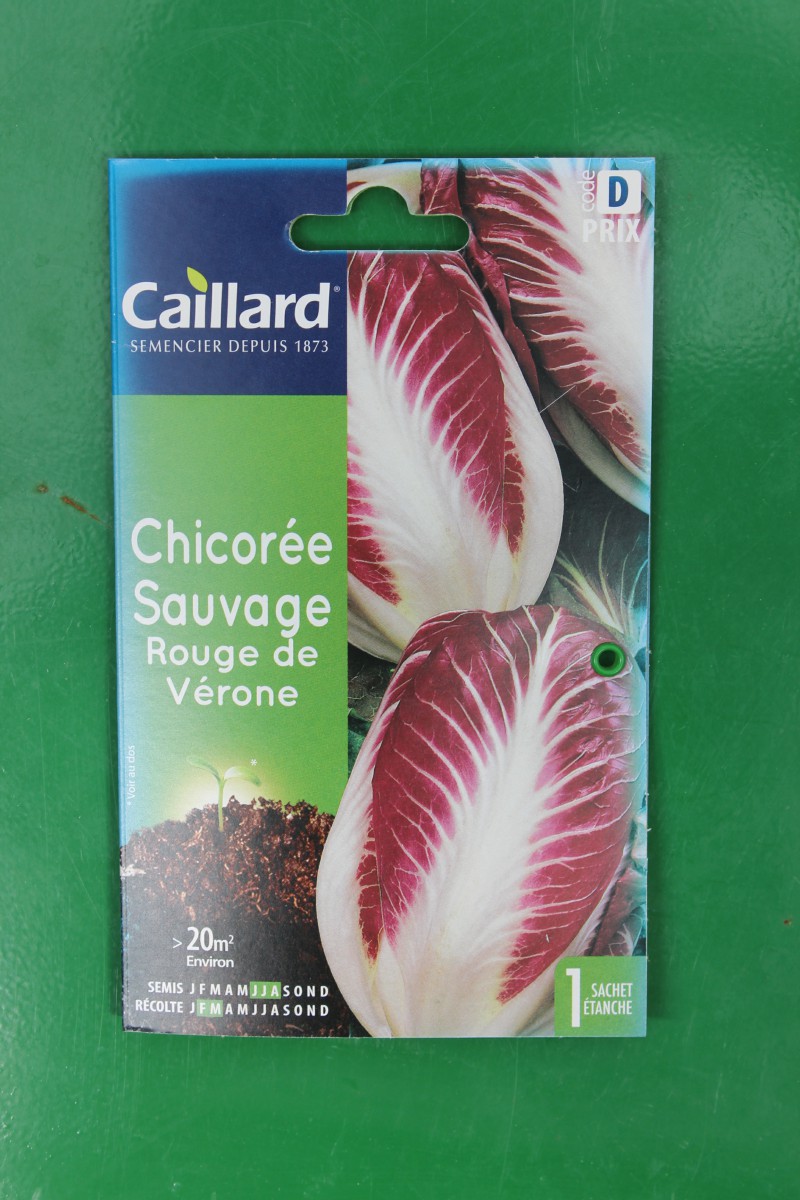 code
D
PRIX
Caillard®
SEMENCIER DEPUIS 1873
Chicorée
Sauvage
Rouge de
Vérone
*
* Voir au dos
> 20m²
Environ
SEMIS J F M A M J J A S O N D
RÉCOLTE J F M A M J J A S O N D
1 SACHET
ÉTANCHE